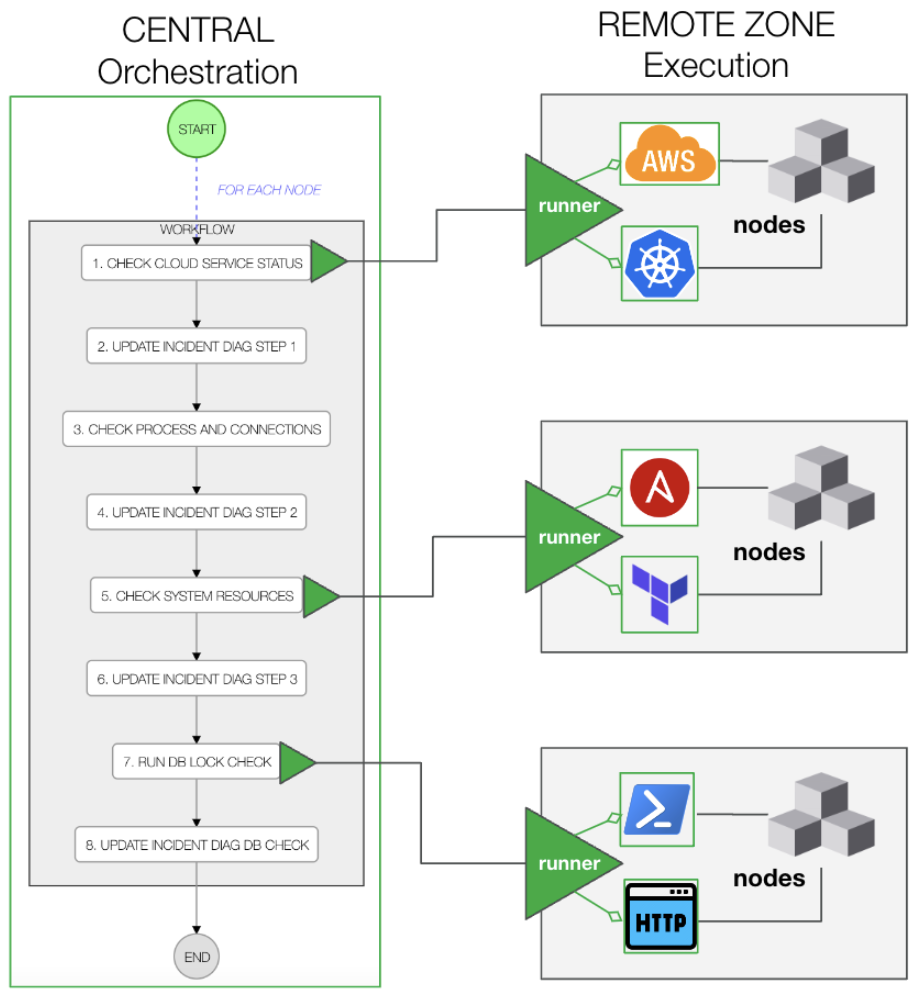 CENTRAL
Orchestration
START
FOR EACH NODE
WORKFLOW
1. CHECK CLOUD SERVICE STATUS
2. UPDATE INCIDENT DIAG STEP 1
3. CHECK PROCESS AND CONNECTIONS
4. UPDATE INCIDENT DIAG STEP 2
5. CHECK SYSTEM RESOURCES
6. UPDATE INCIDENT DIAG STEP 3
7. RUN DB LOCK CHECK
8. UPDATE INCIDENT DIAG DB CHECK
END
REMOTE ZONE
Execution
runner
AWS
nodes
runner
nodes
runner
nodes
HTTP